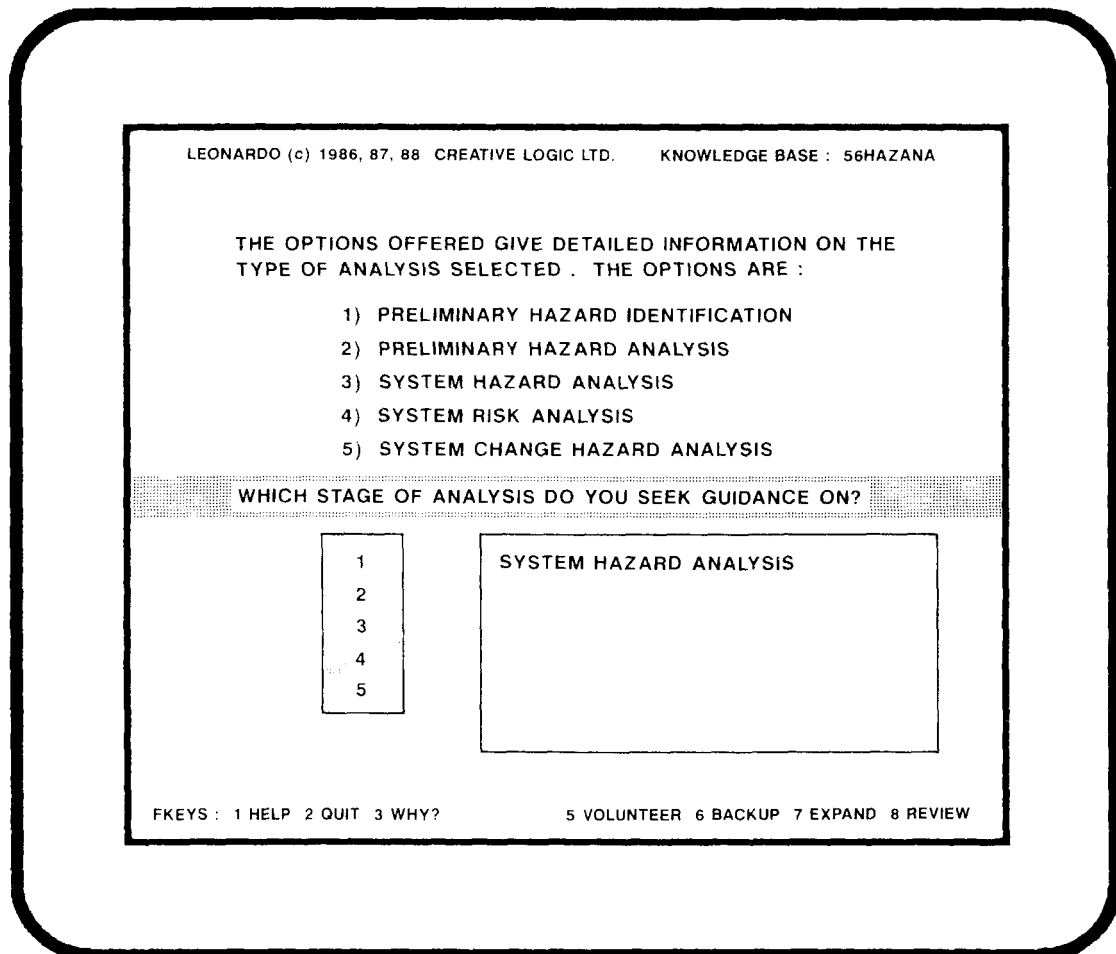 LEONARDO (c) 1986, 87, 88 CREATIVE LOGIC LTD. KNOWLEDGE BASE : 56HAZANA
THE OPTIONS OFFERED GIVE DETAILED INFORMATION ON THE
TYPE OF ANALYSIS SELECTED . THE OPTIONS ARE :
1) PRELIMINARY HAZARD IDENTIFICATION
2) PRELIMINARY HAZARD ANALYSIS
3) SYSTEM HAZARD ANALYSIS
4) SYSTEM RISK ANALYSIS
5) SYSTEM CHANGE HAZARD ANALYSIS
WHICH STAGE OF ANALYSIS DO YOU SEEK GUIDANCE ON?
1
2
3
4
5
SYSTEM HAZARD ANALYSIS
FKEYS : 1 HELP 2 QUIT 3 WHY? 5 VOLUNTEER 6 BACKUP 7 EXPAND 8 REVIEW